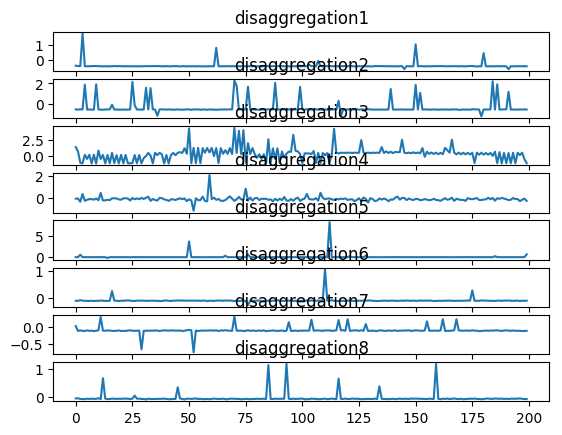 disaggregation1
1
0
disaggregation2
2
0
disaggregation3
2.5
0.0
disaggregation4
2
0
disaggregation5
5
0
disaggregation6
1
0
disaggregation7
0.0
−0.5
disaggregation8
1
0
0 25 50 75 100 125 150 175 200